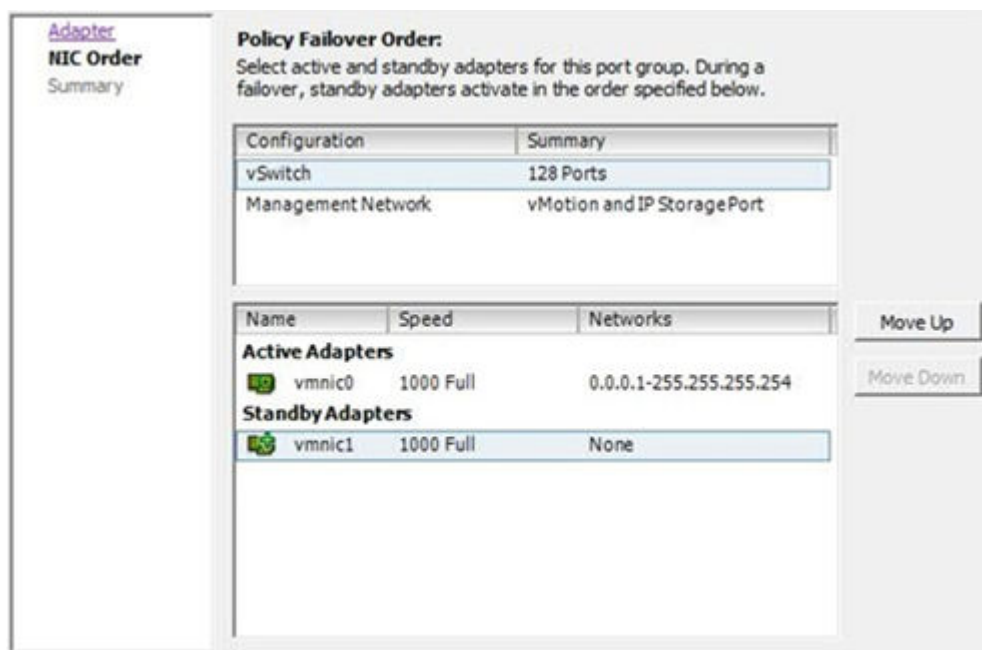 Adapter
NIC Order
Summary
Policy Failover Order:
Select active and standby adapters for this port group. During a
failover, standby adapters activate in the order specified below.
Configuration Summary
vSwitch 128 Ports
Management Network vMotion and IP StoragePort
Name Speed Networks
Active Adapters
vmnic0 1000 Full 0.0.0.1-255.255.255.254
Standby Adapters
vmnic1 1000 Full None
Move Up
Move Down